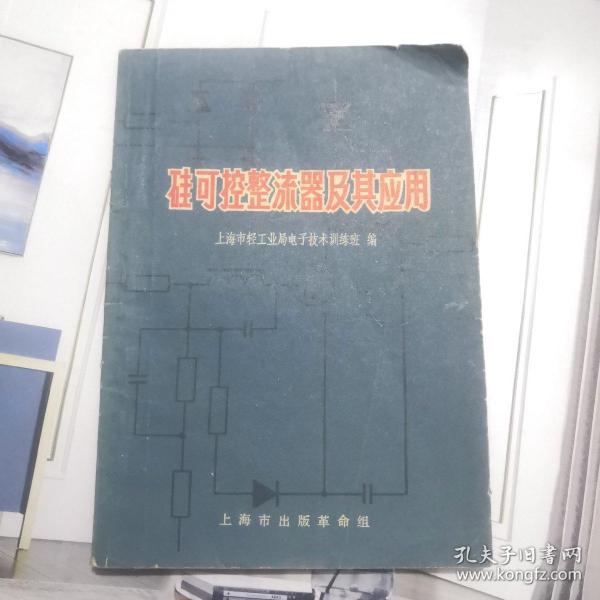 硅可控整流器及其应用
上海市轻工业局电子技术训练班 编
上海市出版革命组
孔夫子旧書网
www.kongfz.com